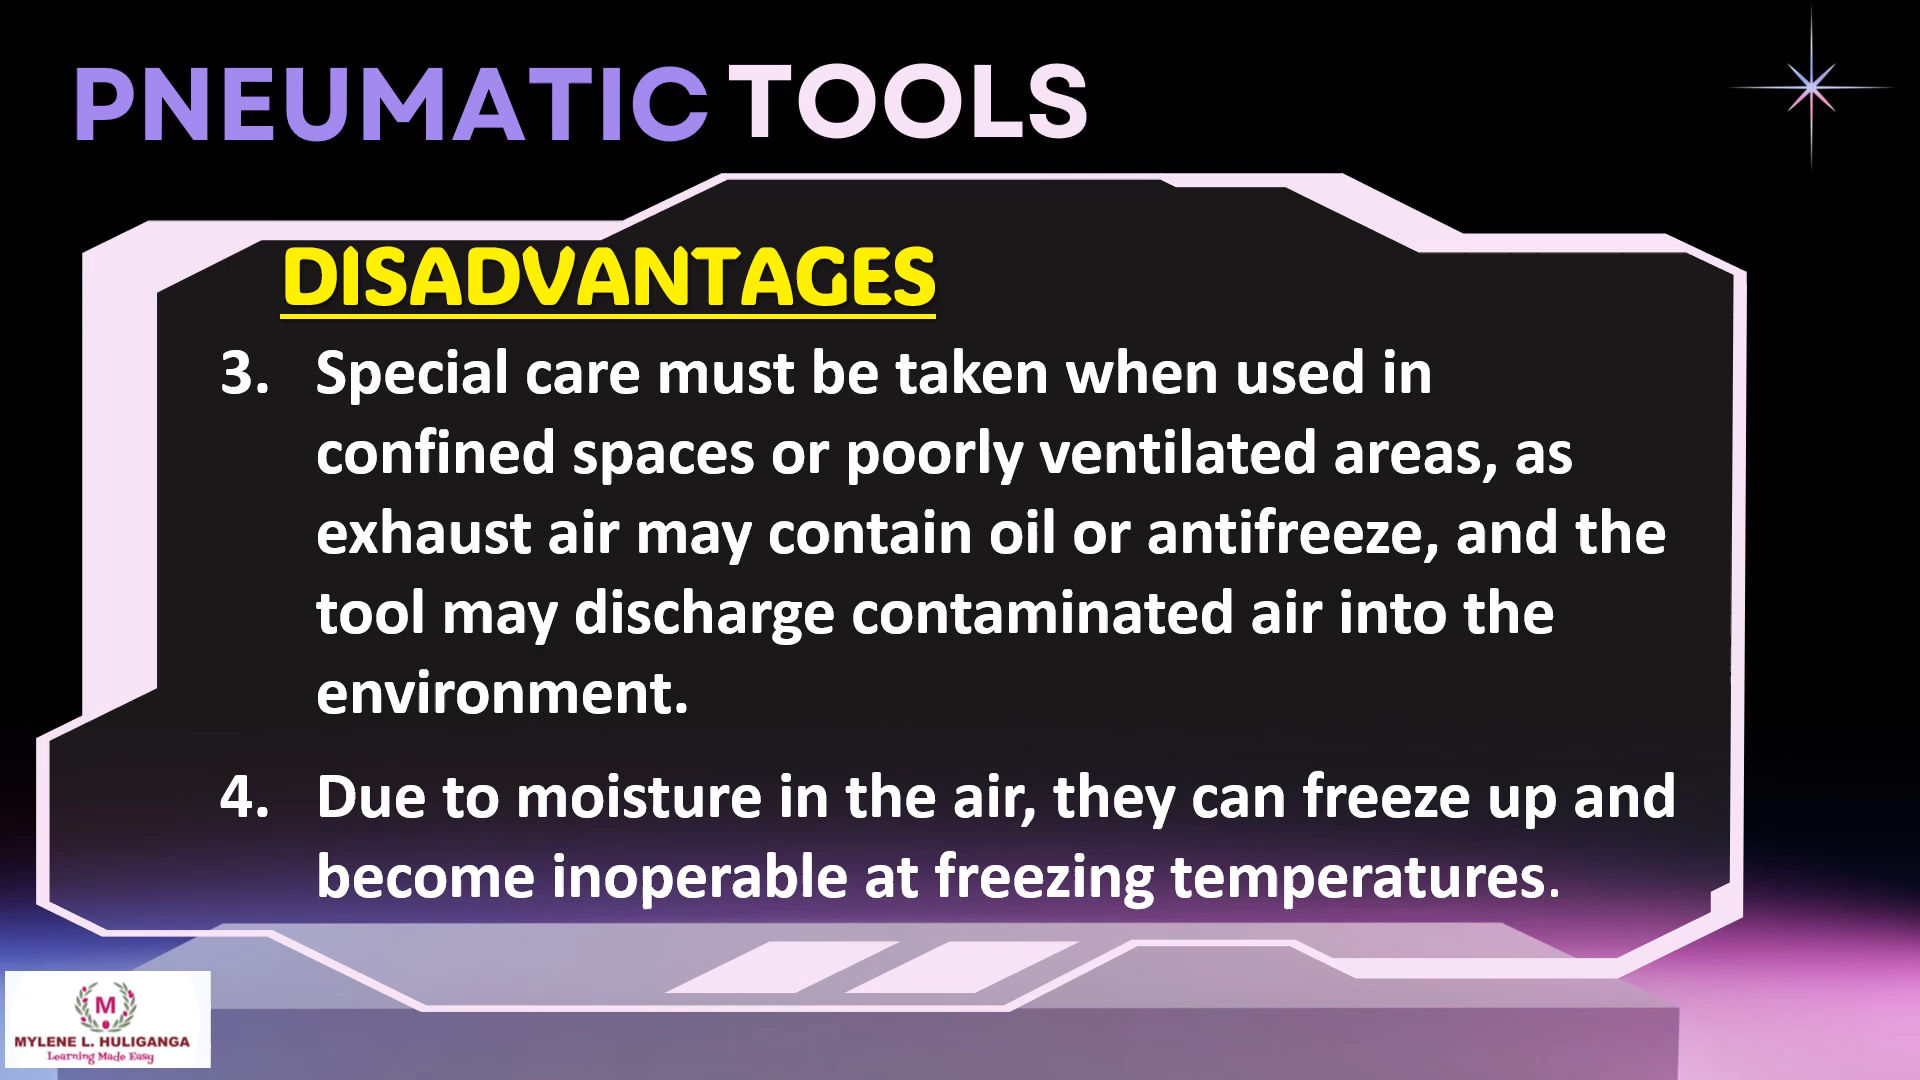 PNEUMATIC TOOLS
DISADVANTAGES
3. Special care must be taken when used in
confined spaces or poorly ventilated areas, as
exhaust air may contain oil or antifreeze, and the
tool may discharge contaminated air into the
environment.
4. Due to moisture in the air, they can freeze up and
become inoperable at freezing temperatures.
M
MYLENE L. HULIGANGA
Learning Made Easy